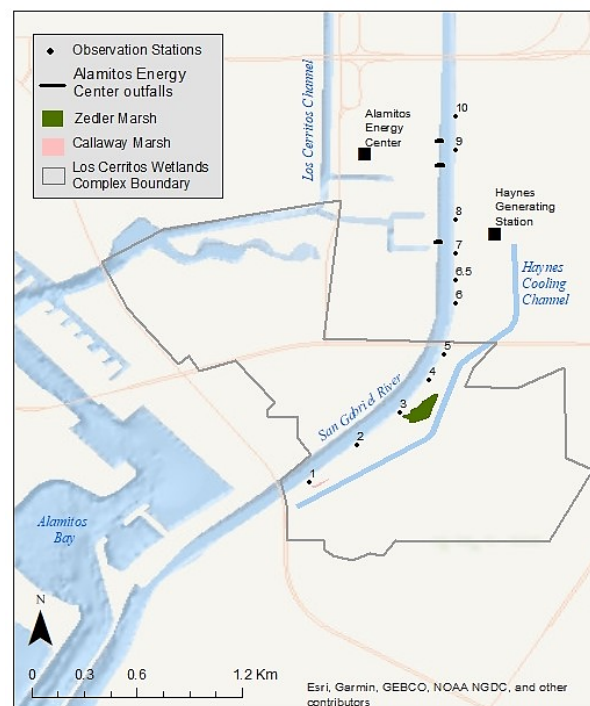 Observation Stations
Alamitos Energy
Center outfalls
Zedler Marsh
Callaway Marsh
Los Cerritos Wetlands
Complex Boundary
Los Cerritos Channel
Alamitos
Energy
Center
10
9
Haynes
Generating
Station
8
7
6.5
6
Haynes
Cooling
Channel
5
4
3
San Gabriel River
2
1
Alamitos
Bay
N
0 0.3 0.6 1.2 Km
Esri, Garmin, GEBCO, NOAA NGDC, and other
contributors